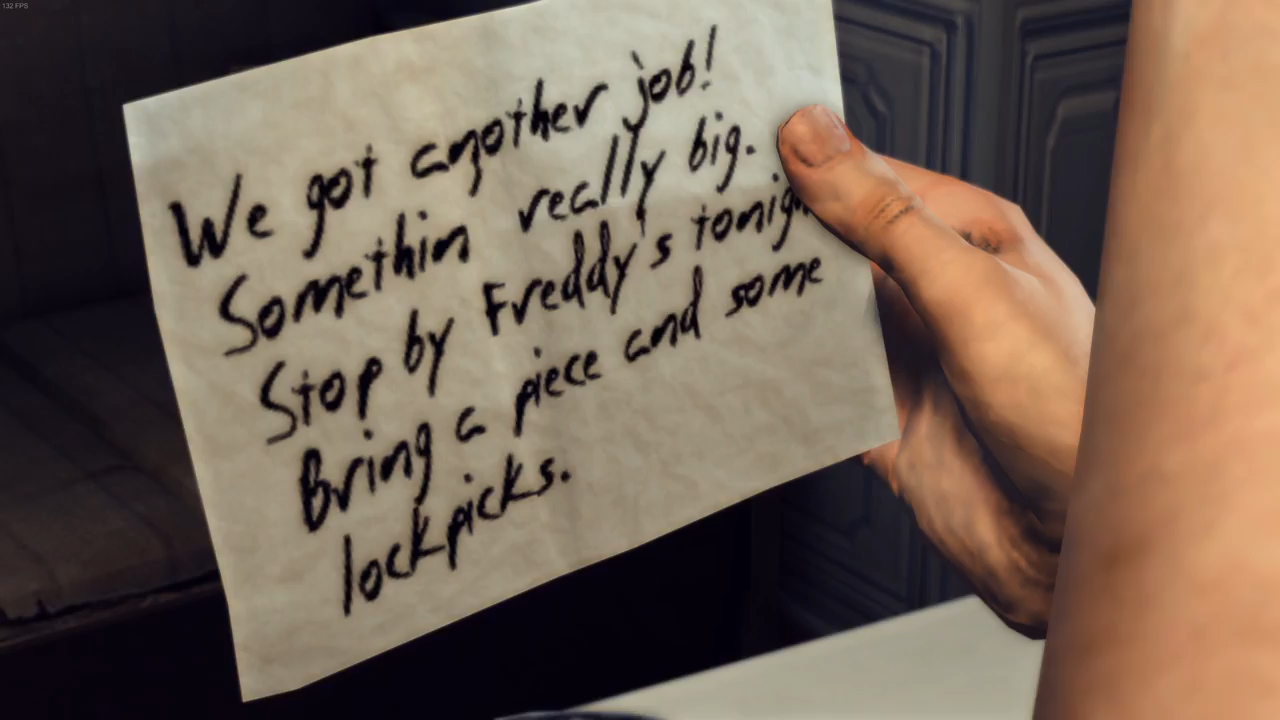 132 FPS
We got another job!
Somethin really big.
Stop by Freddy's
Bring a piece and some
lockpicks.